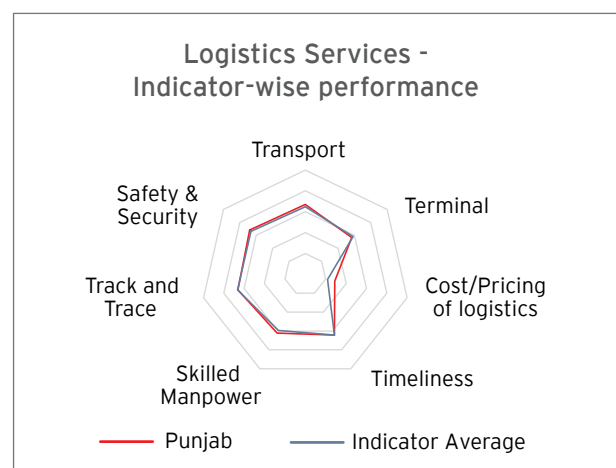 Logistics Services -
Indicator-wise performance
Transport
Safety &
Security
Terminal
Track and
Trace
Cost/Pricing
of logistics
Skilled
Manpower
Timeliness
Punjab
Indicator Average